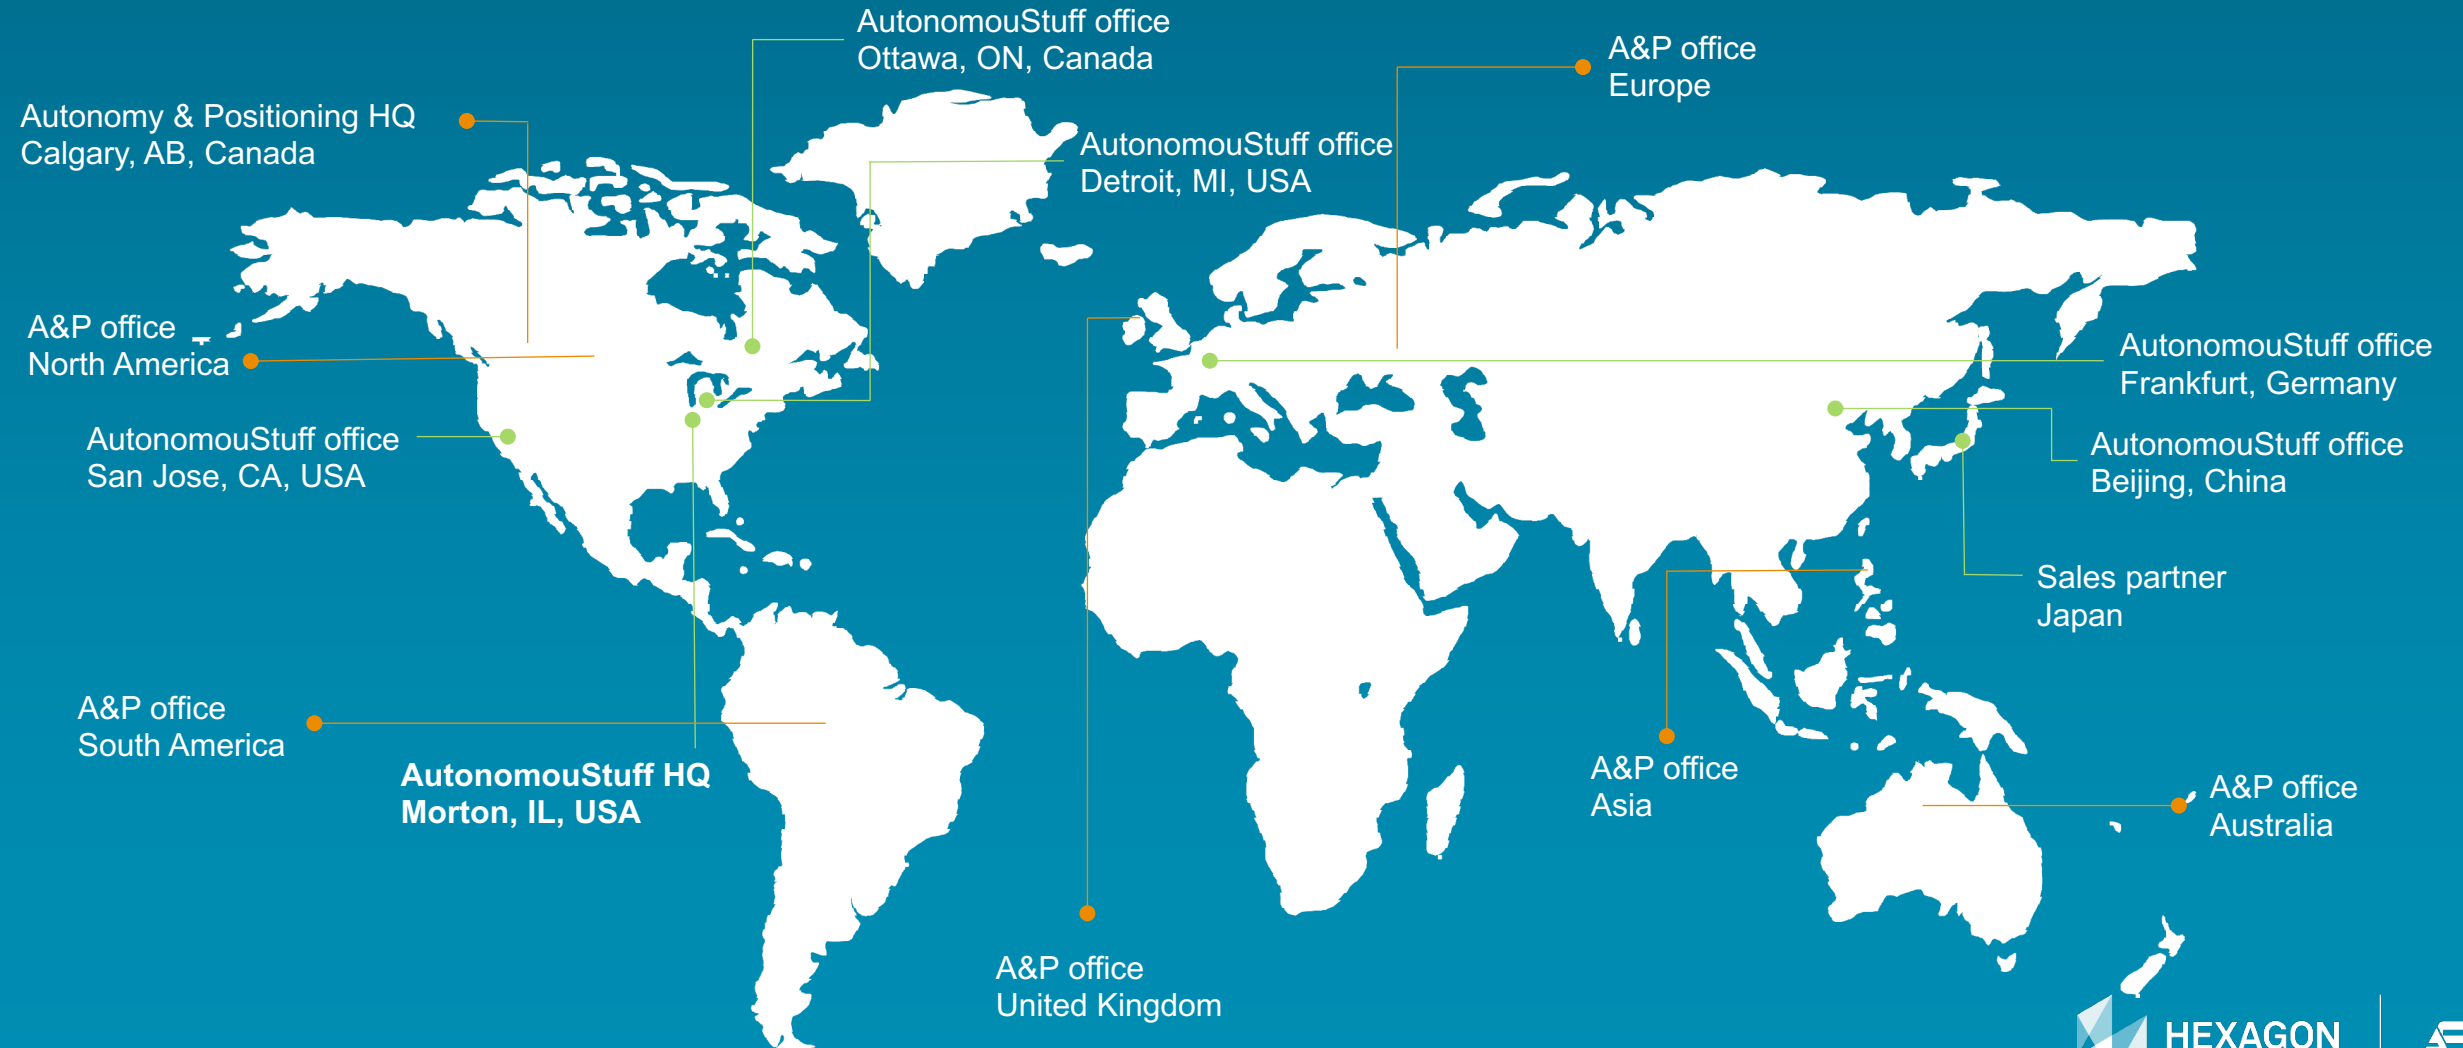 AutonomouStuff office
Ottawa, ON, Canada
A&P office
Europe
Autonomy & Positioning HQ
Calgary, AB, Canada
AutonomouStuff office
Detroit, MI, USA
A&P office
North America
AutonomouStuff office
Frankfurt, Germany
AutonomouStuff office
San Jose, CA, USA
AutonomouStuff office
Beijing, China
Sales partner
Japan
A&P office
South America
AutonomouStuff HQ
Morton, IL, USA
A&P office
Asia
A&P office
Australia
A&P office
United Kingdom
HEXAGON